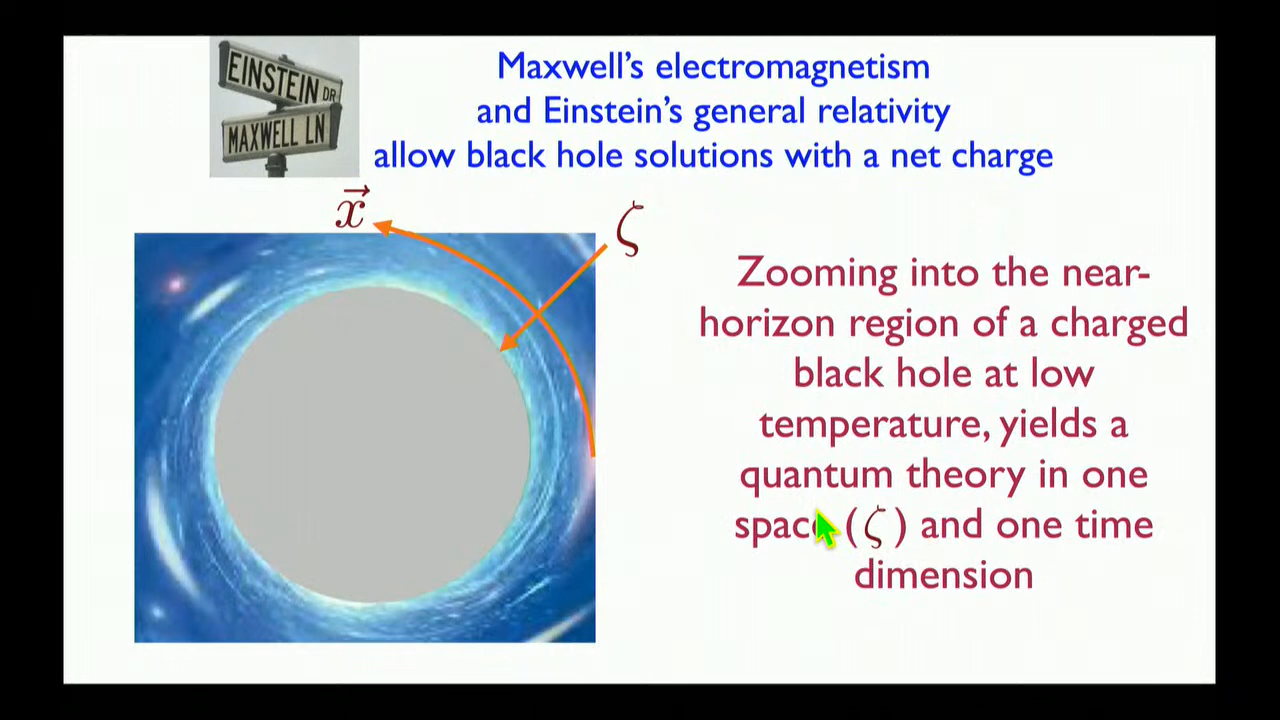 EINSTEIN DR
MAXWELL LN
Maxwell's electromagnetism
and Einstein's general relativity
allow black hole solutions with a net charge
x⃗
ζ
Zooming into the near-
horizon region of a charged
black hole at low
temperature, yields a
quantum theory in one
space (ζ) and one time
dimension